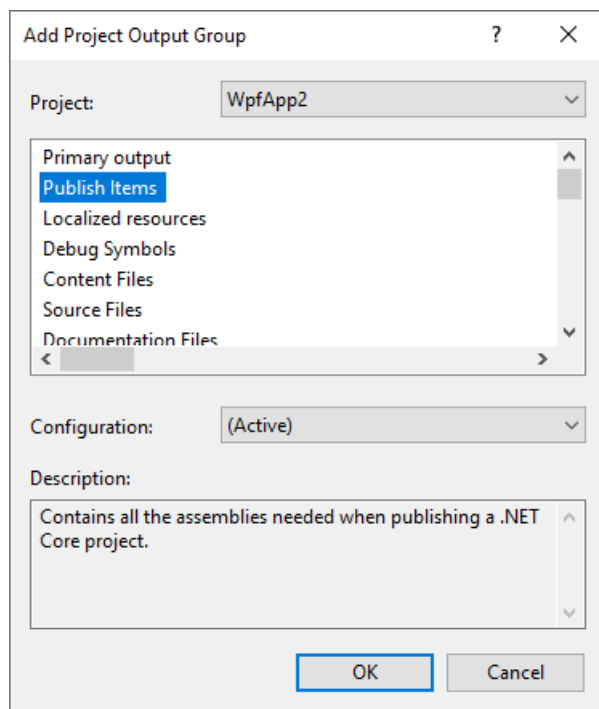 Add Project Output Group
?
Project:
WpfApp2
Primary output
Publish Items
Localized resources
Debug Symbols
Content Files
Source Files
Documentation Files
Configuration:
(Active)
Description:
Contains all the assemblies needed when publishing a .NET
Core project.
OK
Cancel